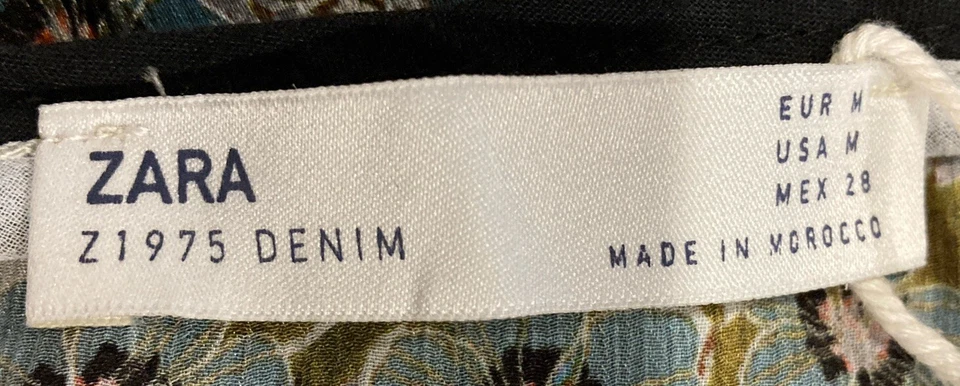 ZARA
Z1975 DENIM
EUR M
USA M
MEX 28
MADE IN MOROCCO